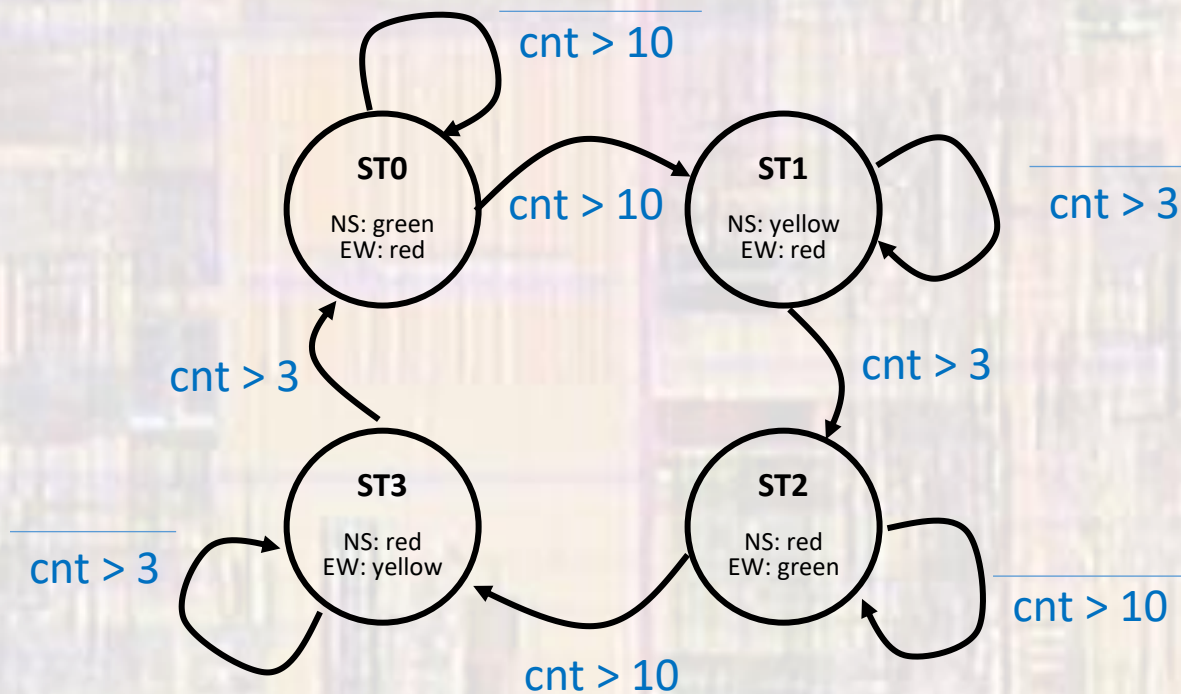 cnt > 10
ST0
NS: green
EW: red
cnt > 10
ST1
NS: yellow
EW: red
cnt > 3
cnt > 3
cnt > 3
ST3
NS: red
EW: yellow
ST2
NS: red
EW: green
cnt > 3
cnt > 10
cnt > 10